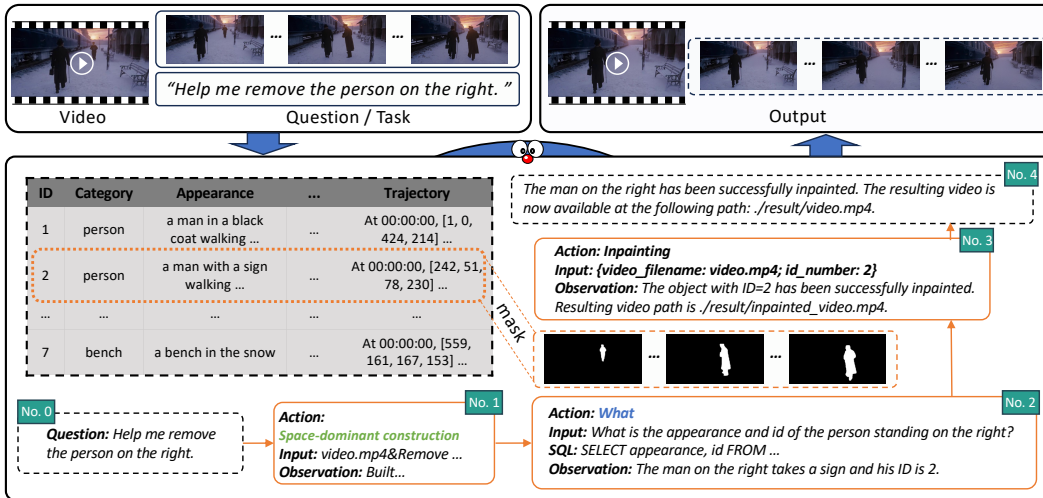 “Help me remove the person on the right. ”
Video
Question / Task
Output
ID Category Appearance ... Trajectory
1 person a man in a black coat walking ... ... At 00:00:00, [1, 0, 424, 214] ...
2 person a man with a sign walking ... ... At 00:00:00, [242, 51, 78, 230] ...
... ... ... ... ...
7 bench a bench in the snow ... At 00:00:00, [559, 161, 167, 153] ...
mask
... ...
No. 0
Question: Help me remove
the person on the right.
No. 1
Action:
Space-dominant construction
Input: video.mp4&Remove ...
Observation: Built...
No. 2
Action: What
Input: What is the appearance and id of the person standing on the right?
SQL: SELECT appearance, id FROM ...
Observation: The man on the right takes a sign and his ID is 2.
No. 3
Action: Inpainting
Input: {video_filename: video.mp4; id_number: 2}
Observation: The object with ID=2 has been successfully inpainted.
Resulting video path is ./result/inpainted_video.mp4.
No. 4
The man on the right has been successfully inpainted. The resulting video is
now available at the following path: ./result/video.mp4.